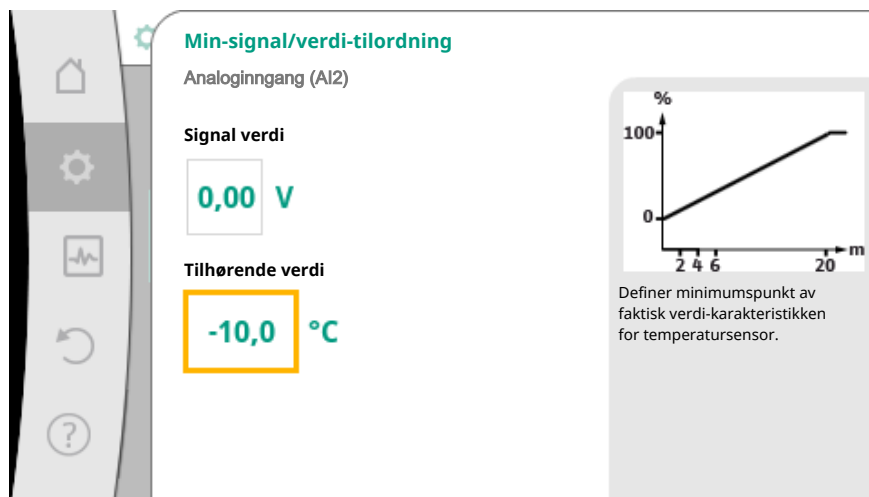 Min-signal/verdi-tilordning
Analoginngang (AI2)
Signal verdi
0,00 V
Tilhørende verdi
-10,0 °C
%
100
0
2 4 6 20 m
Definer minimumspunkt av
faktisk verdi-karakteristikken
for temperatursensor.
?